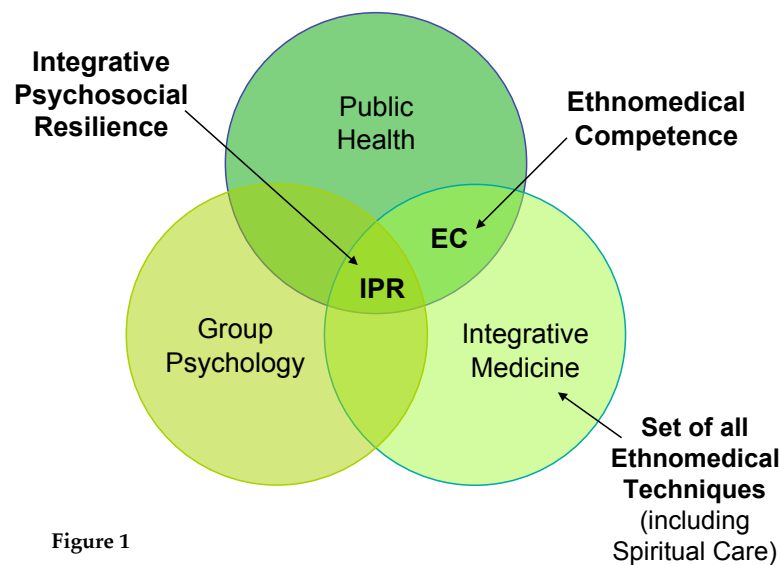 Integrative
Psychosocial
Resilience
Public
Health
Ethnomedical
Competence
EC
IPR
Group
Psychology
Integrative
Medicine
Set of all
Ethnomedical
Techniques
(including
Spiritual Care)
Figure 1